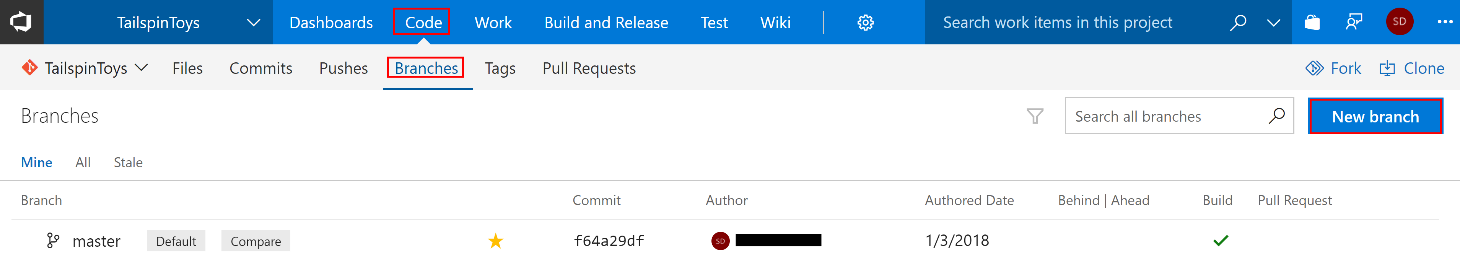 TailspinToys Dashboards Code Work Build and Release Test Wiki Search work items in this project SD
TailspinToys Files Commits Pushes Branches Tags Pull Requests Fork Clone
Branches Search all branches New branch
Mine All Stale
Branch Commit Author Authored Date Behind | Ahead Build Pull Request
master Default Compare f64a29df SD 1/3/2018